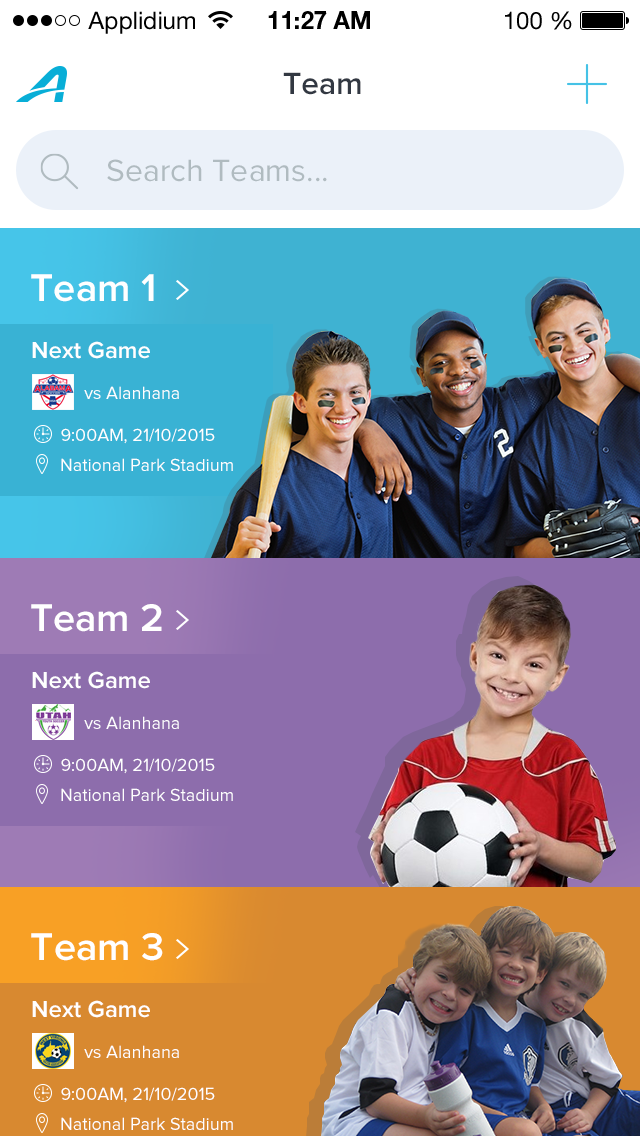 Applidium 11:27 AM 100 %
Team
Search Teams...
Team 1
Next Game
ALAHANA
vs Alanhana
9:00AM, 21/10/2015
National Park Stadium
2
Team 2
Next Game
UTAH
vs Alanhana
9:00AM, 21/10/2015
National Park Stadium
Team 3
Next Game
vs Alanhana
9:00AM, 21/10/2015
National Park Stadium